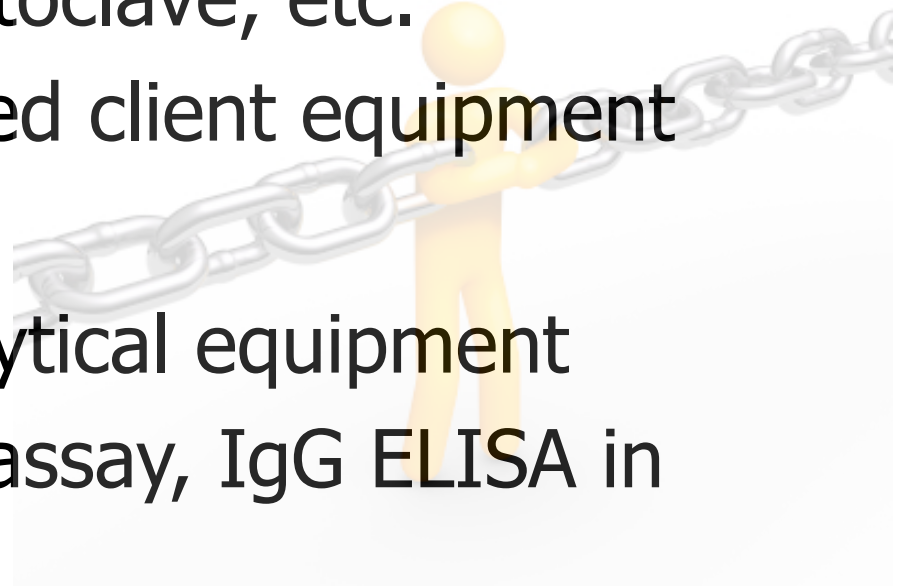 toclave, etc.
ed client equipment
ytical equipment
assay, IgG ELISA in